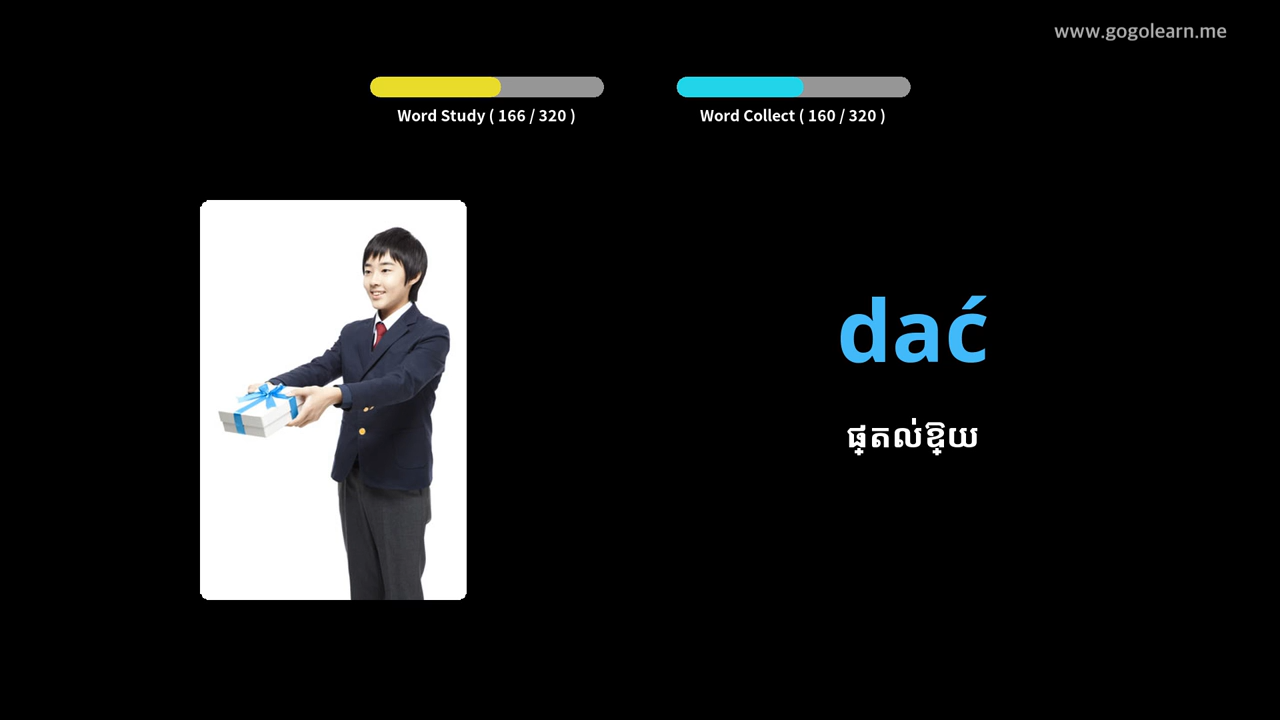 www.gogolearn.me
Word Study ( 166 / 320 )
Word Collect ( 160 / 320 )
dać
ផ្តល់ឱ្យ